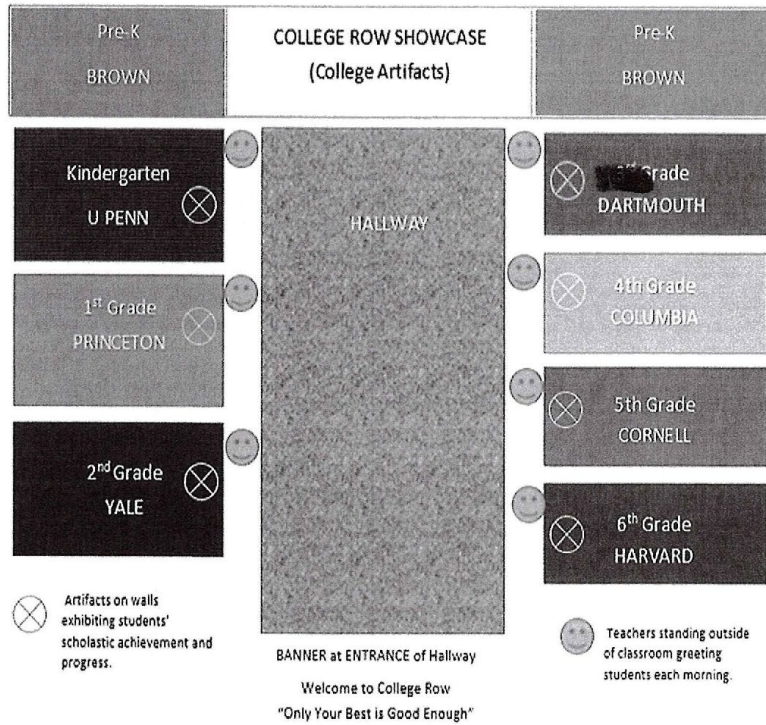 Pre-K
BROWN
COLLEGE ROW SHOWCASE
(College Artifacts)
Pre-K
BROWN
Kindergarten
U PENN
HALLWAY
Grade
DARTMOUTH
1st Grade
PRINCETON
4th Grade
COLUMBIA
5th Grade
CORNELL
2nd Grade
YALE
6th Grade
HARVARD
Artifacts on walls
exhibiting students'
scholastic achievement and
progress.
BANNER at ENTRANCE of Hallway
Welcome to College Row
"Only Your Best is Good Enough"
Teachers standing outside
of classroom greeting
students each morning.